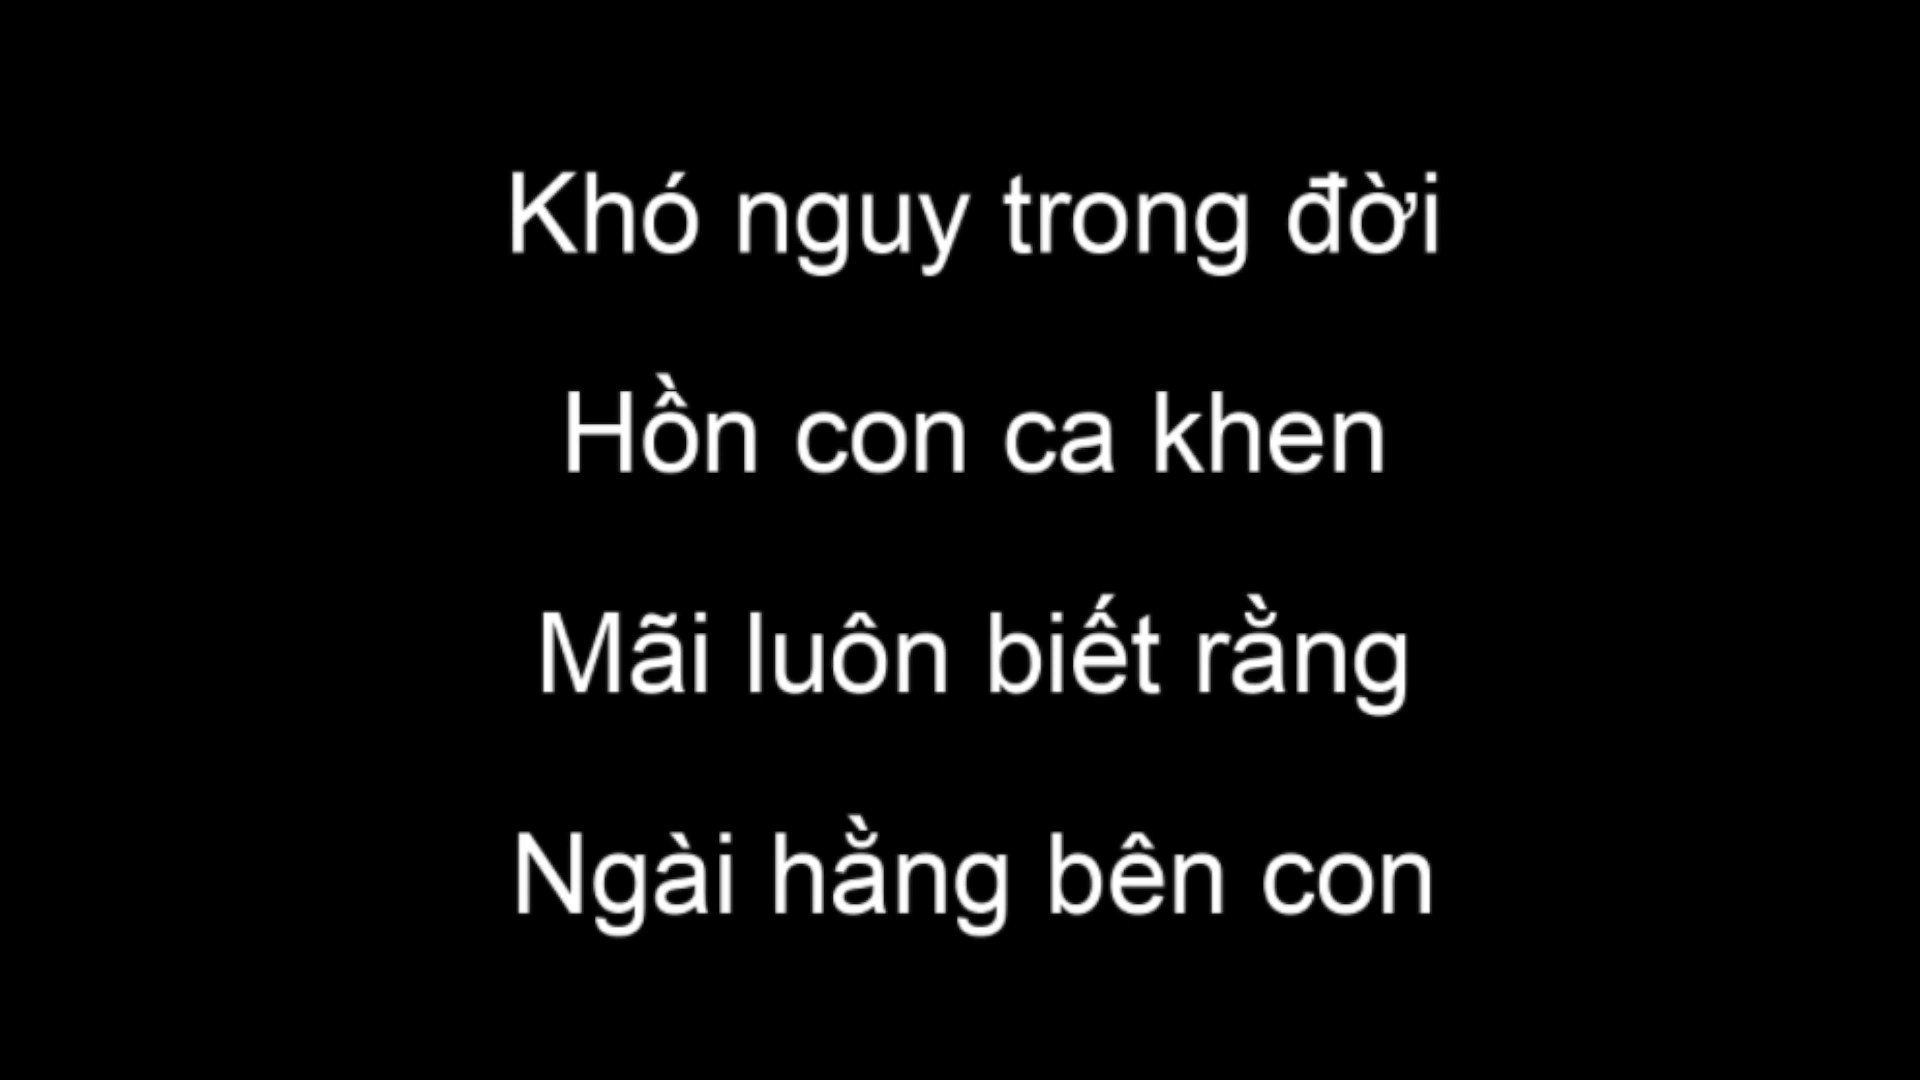 Khó nguy trong đời
Hồn con ca khen
Mãi luôn biết rằng
Ngài hằng bên con